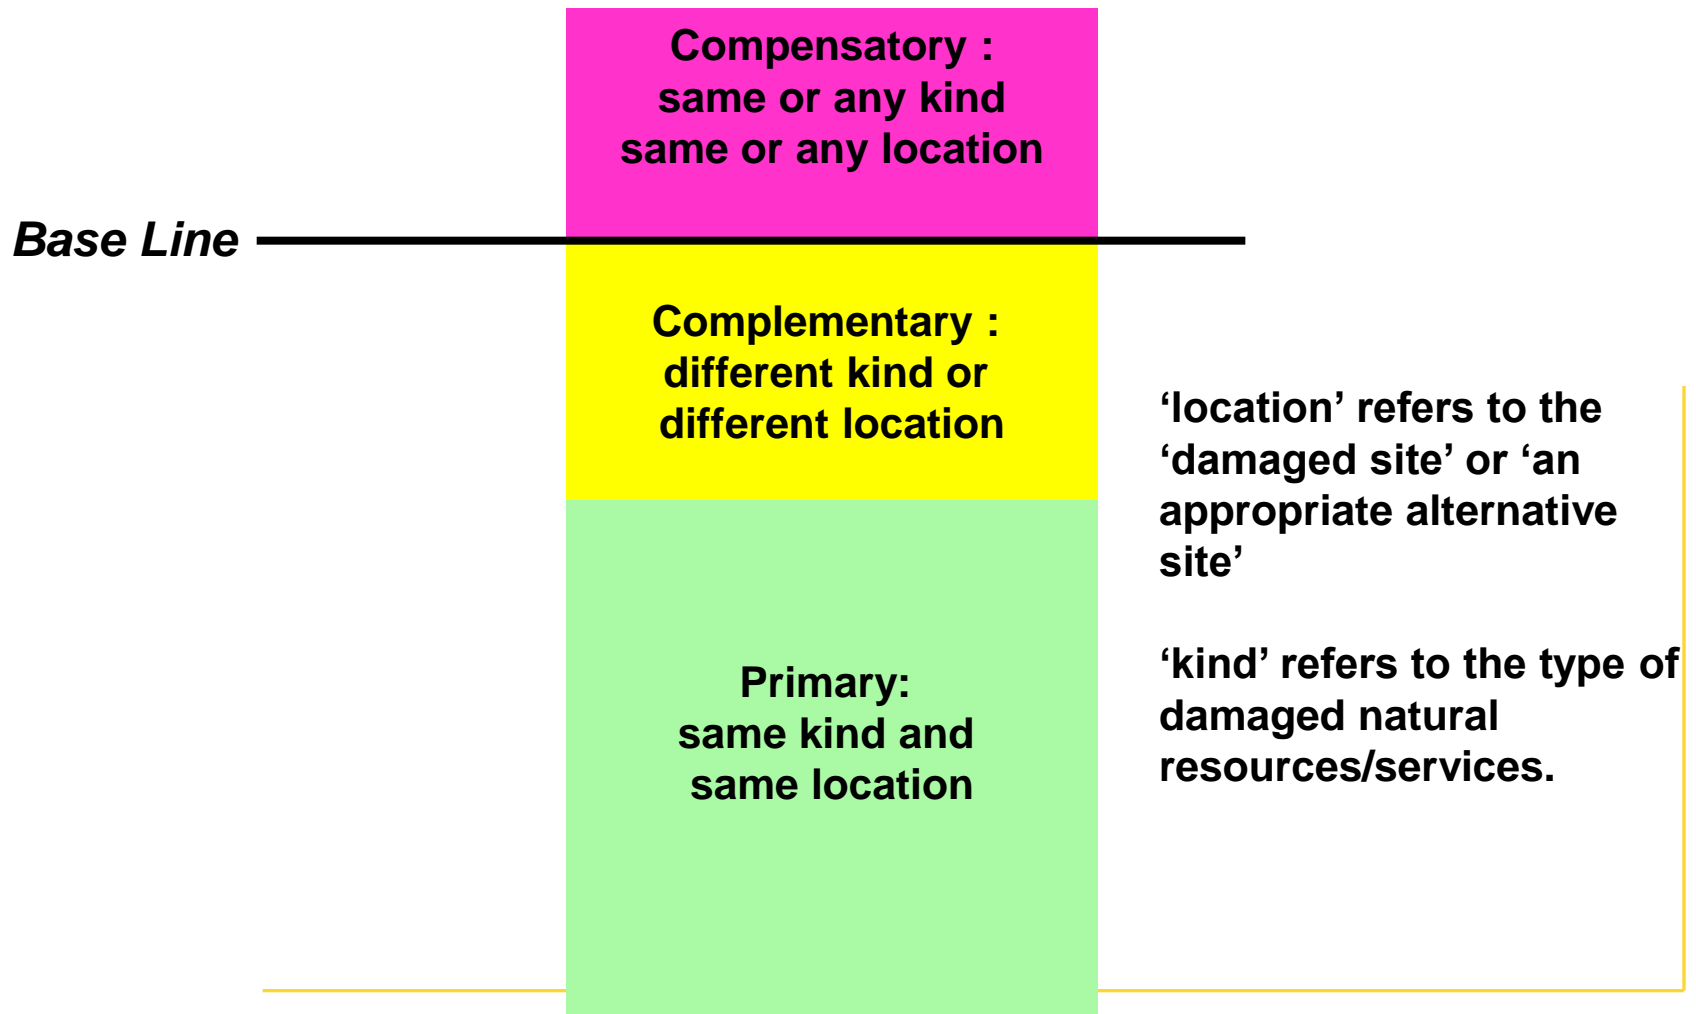 Compensatory :
same or any kind
same or any location
Base Line
Complementary :
different kind or
different location
‘location’ refers to the
‘damaged site’ or ‘an
appropriate alternative
site’
‘kind’ refers to the type of
damaged natural
resources/services.
Primary:
same kind and
same location